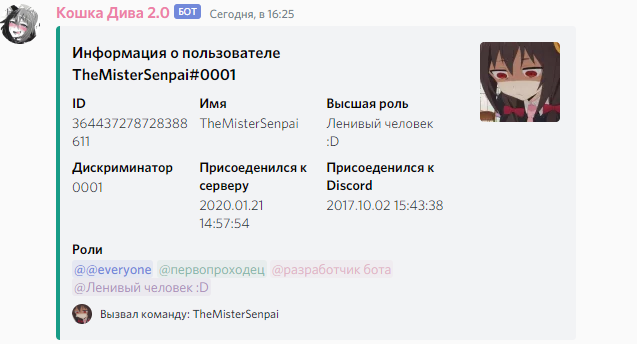 Кошка Дива 2.0 БОТ Сегодня, в 16:25
Информация о пользователе
TheMisterSenpai#0001
ID Имя Высшая роль
364437278728388 TheMisterSenpai Ленивый человек
611 :D
Дискриминатор Присоеденился к Присоеденился к
0001 серверу Discord
2020.01.21 2017.10.02 15:43:38
14:57:54
Роли
@@everyone @первопроходец @разработчик бота
@Ленивый человек :D
Вызвал команду: TheMisterSenpai